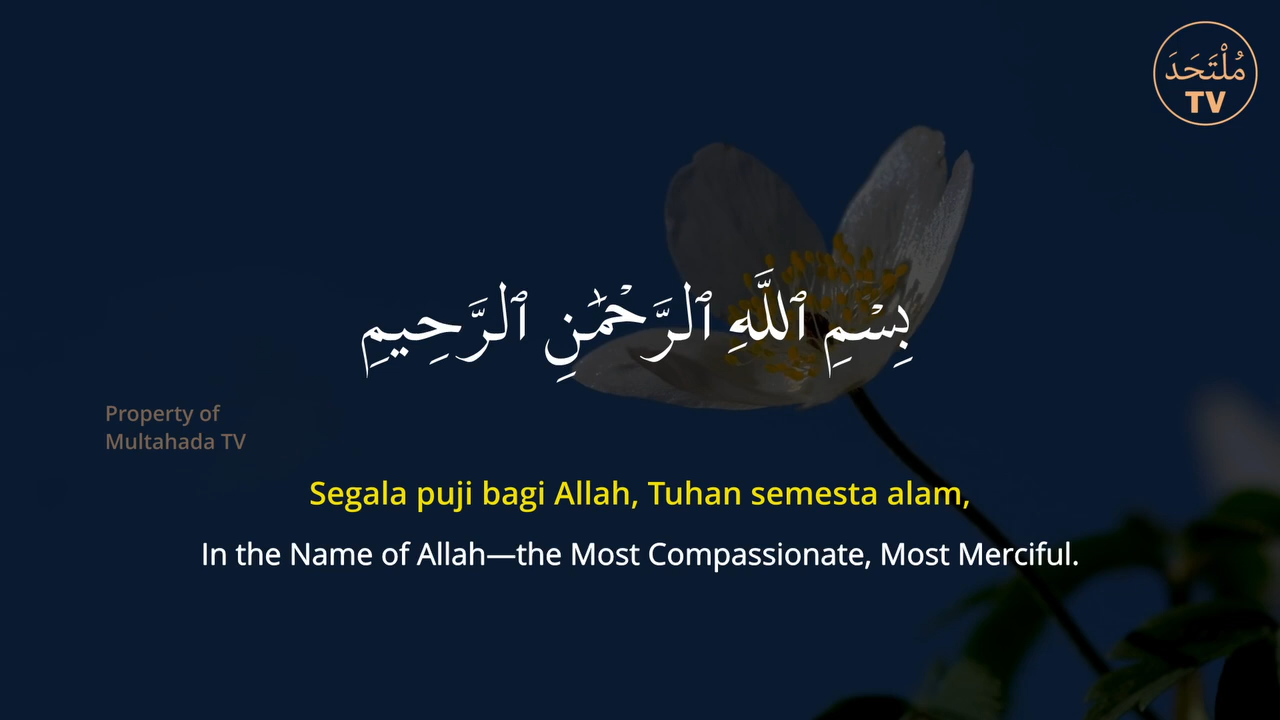 مُلْتَحَدَ
TV
بِسْمِ ٱللَّهِ ٱلرَّحْمَٰنِ ٱلرَّحِيمِ
Property of
Multahada TV
Segala puji bagi Allah, Tuhan semesta alam,
In the Name of Allah—the Most Compassionate, Most Merciful.